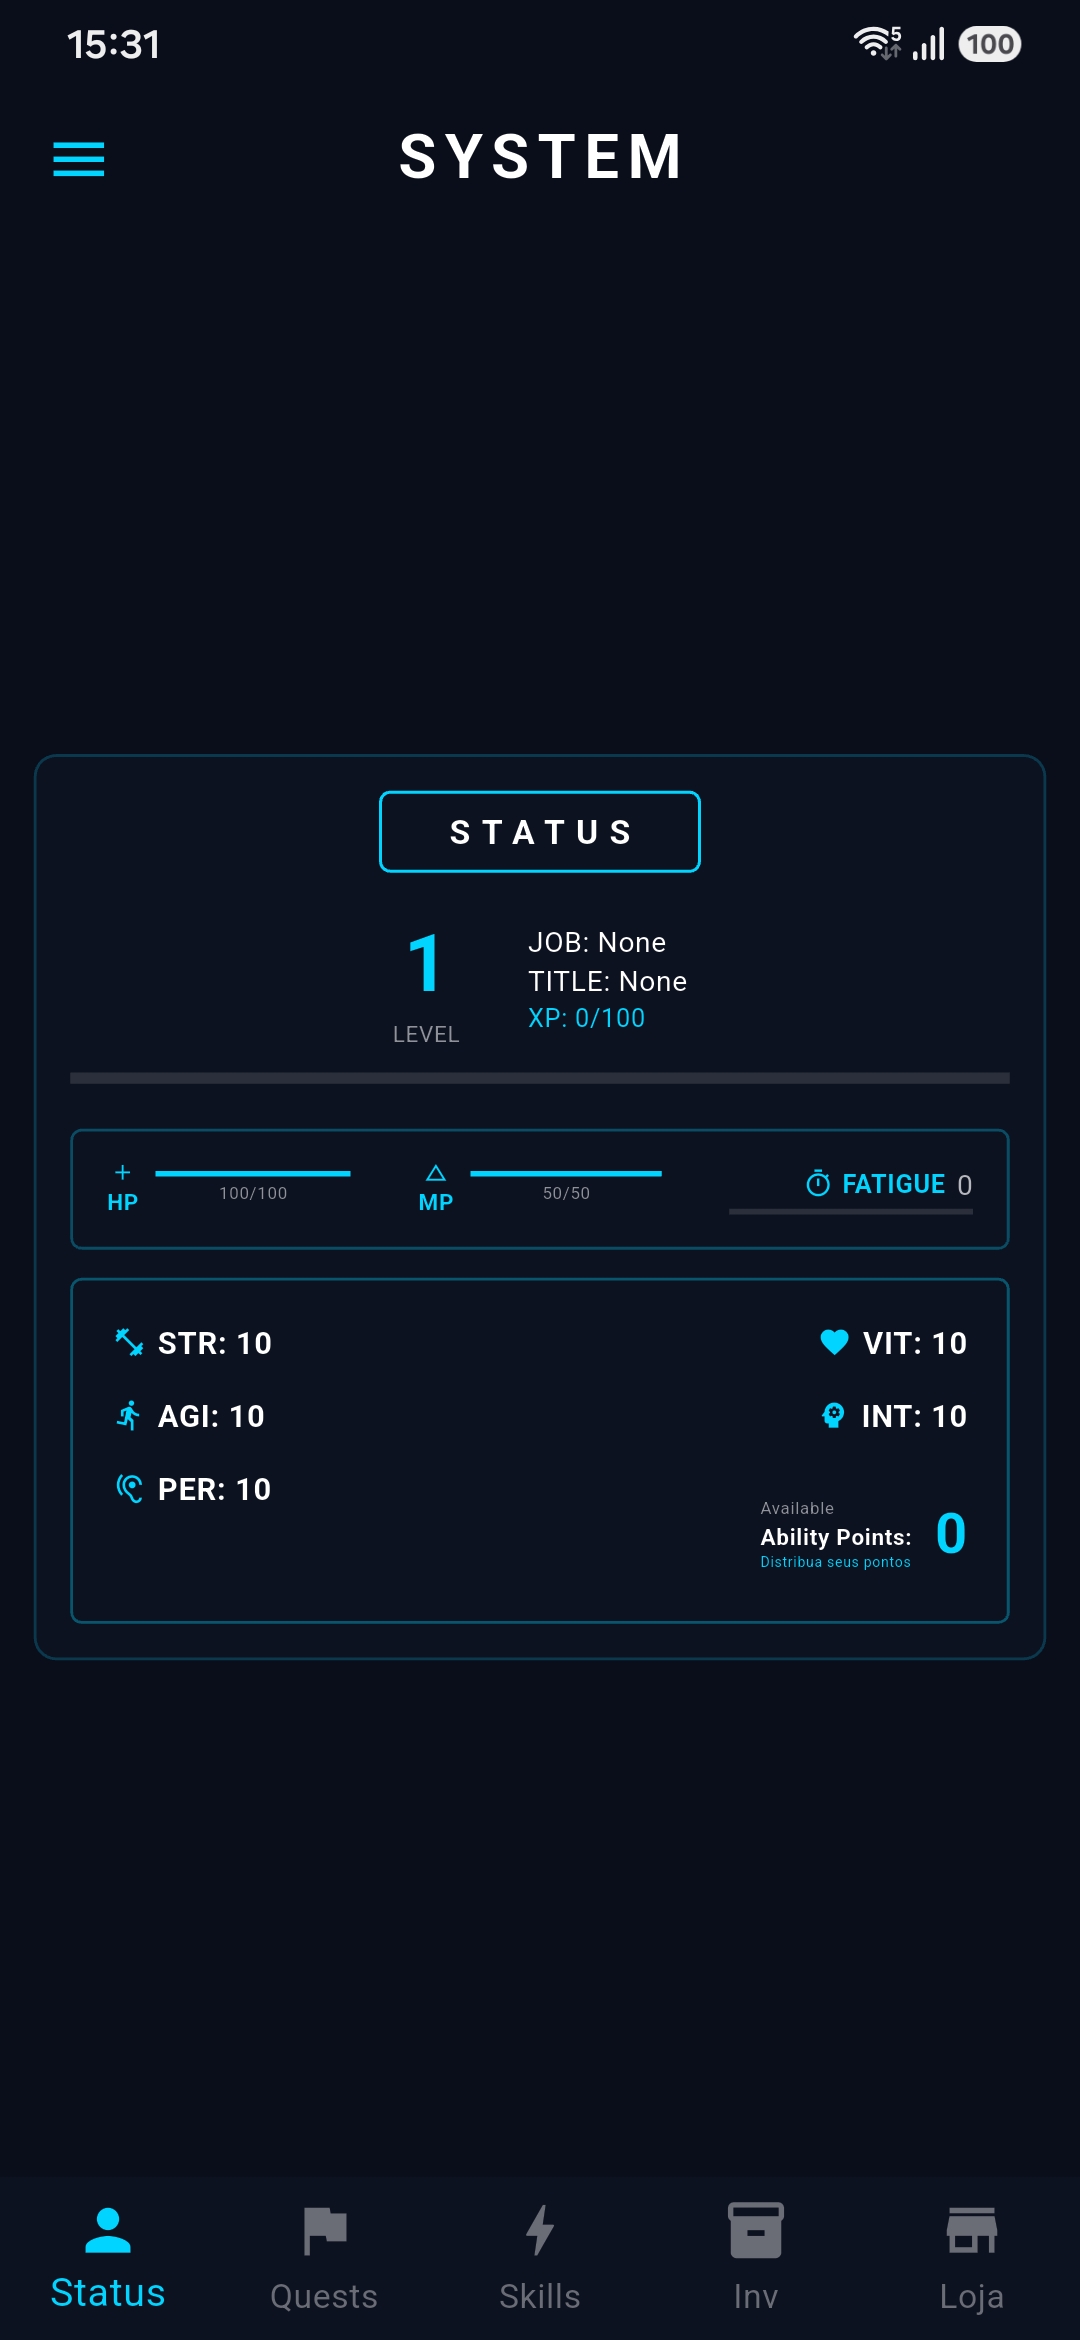 15:31
5
100
SYSTEM
STATUS
1
LEVEL
JOB: None
TITLE: None
XP: 0/100
HP
100/100
MP
50/50
FATIGUE 0
STR: 10
VIT: 10
AGI: 10
INT: 10
PER: 10
Available
Ability Points:
Distribua seus pontos
0
Status
Quests
Skills
Inv
Loja